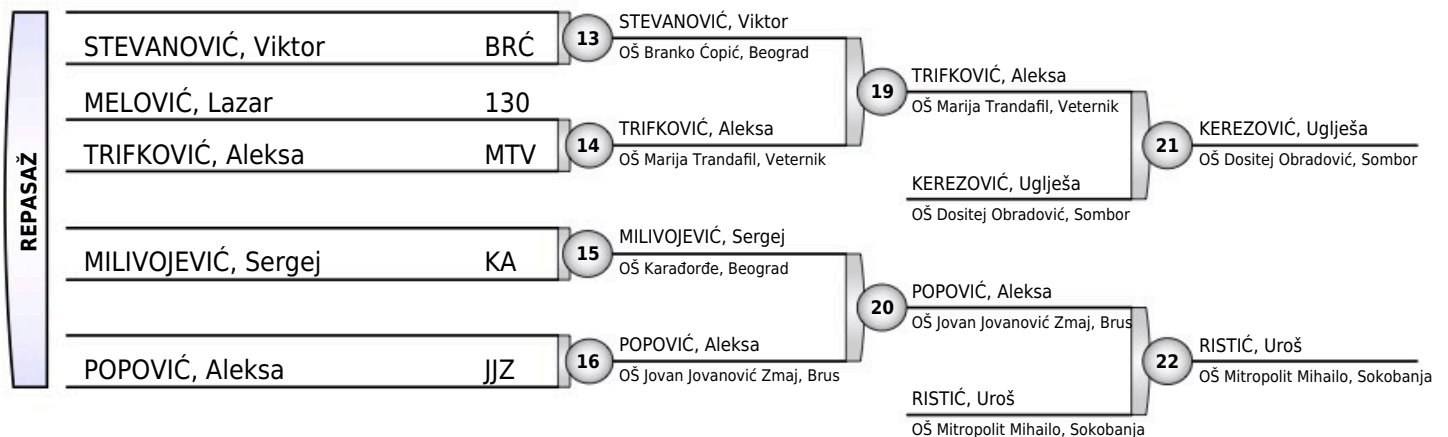 REPASAŽ
STEVANOVIĆ, Viktor BRĆ
MELOVIĆ, Lazar 130
TRIFKOVIĆ, Aleksa MTV
MILIVOJEVIĆ, Sergej KA
POPOVIĆ, Aleksa JJZ
13
STEVANOVIĆ, Viktor
OŠ Branko Ćopić, Beograd
14
TRIFKOVIĆ, Aleksa
OŠ Marija Trandafil, Veternik
15
MILIVOJEVIĆ, Sergej
OŠ Karađorđe, Beograd
16
POPOVIĆ, Aleksa
OŠ Jovan Jovanović Zmaj, Brus
19
TRIFKOVIĆ, Aleksa
OŠ Marija Trandafil, Veternik
KEREZOVIĆ, Uglješa
OŠ Dositej Obradović, Sombor
20
POPOVIĆ, Aleksa
OŠ Jovan Jovanović Zmaj, Brus
RISTIĆ, Uroš
OŠ Mitropolit Mihailo, Sokobanja
21
KEREZOVIĆ, Uglješa
OŠ Dositej Obradović, Sombor
22
RISTIĆ, Uroš
OŠ Mitropolit Mihailo, Sokobanja